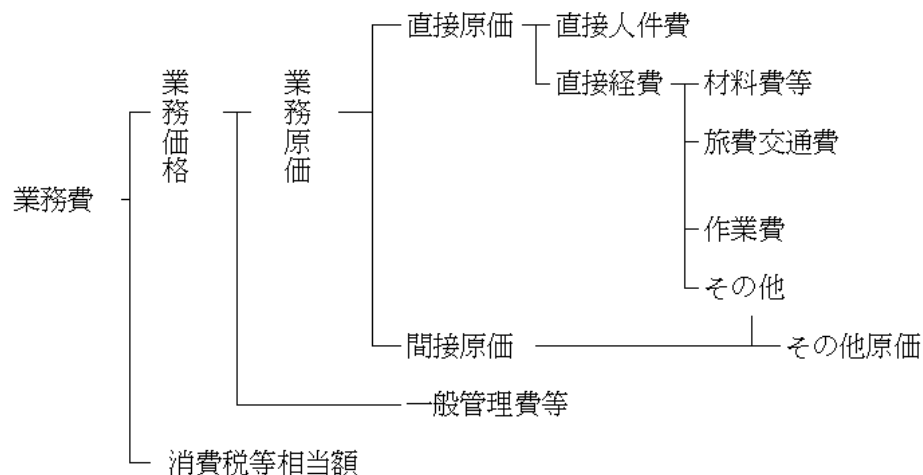 直接原価
直接人件費
業務価格
業務原価
直接経費
材料費等
旅費交通費
業務費
作業費
その他
間接原価
その他原価
一般管理費等
消費税等相当額